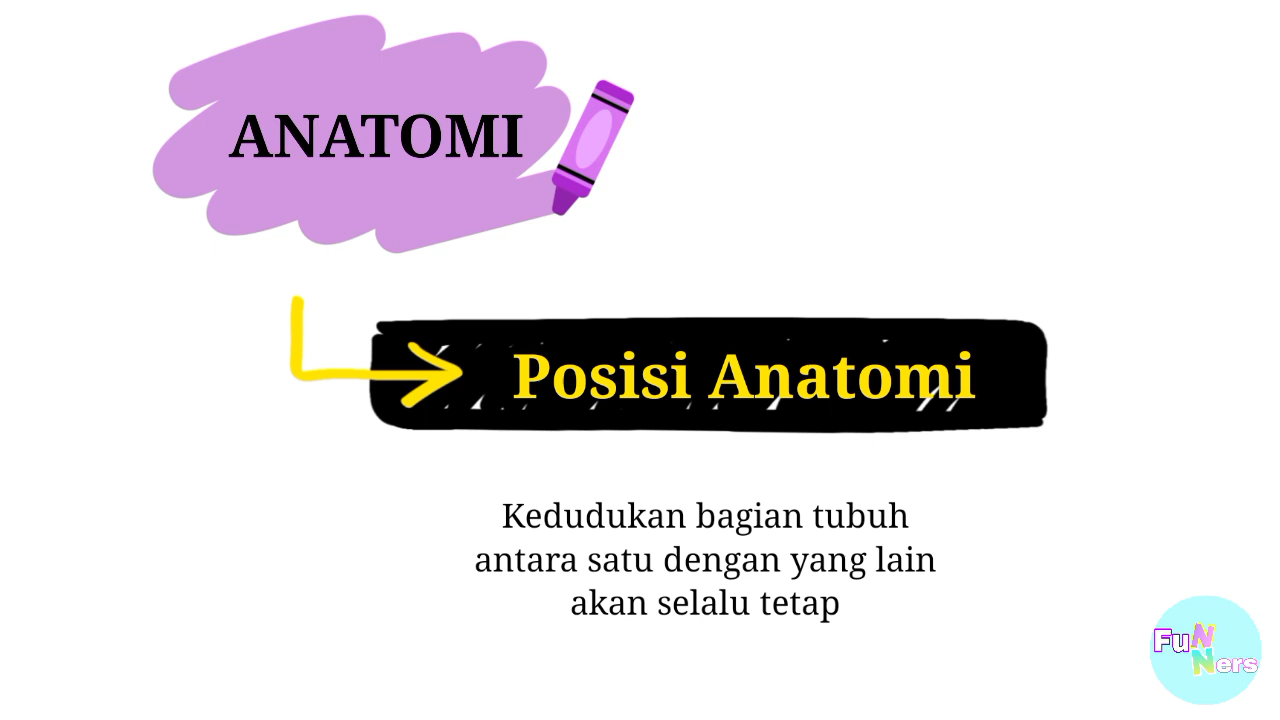 ANATOMI
Posisi Anatomi
Kedudukan bagian tubuh
antara satu dengan yang lain
akan selalu tetap
FuN
Ners